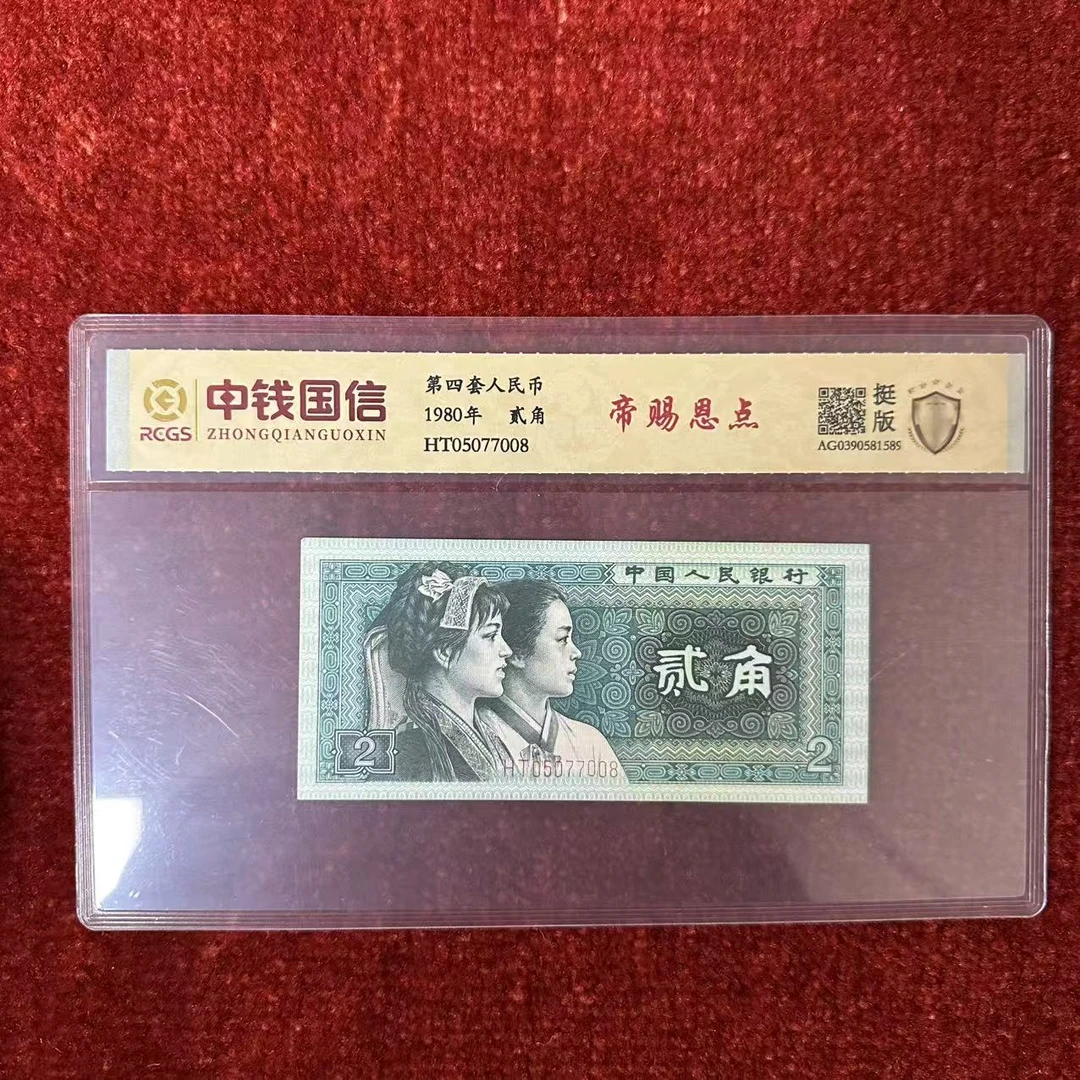 中钱国信
RCGS
ZHONGQIANGUOXIN
第四套人民币
1980年 贰角
HT05077008
帝赐恩点
挺版
AG0390581589
中国人民银行
贰角
2
2
HT05077008